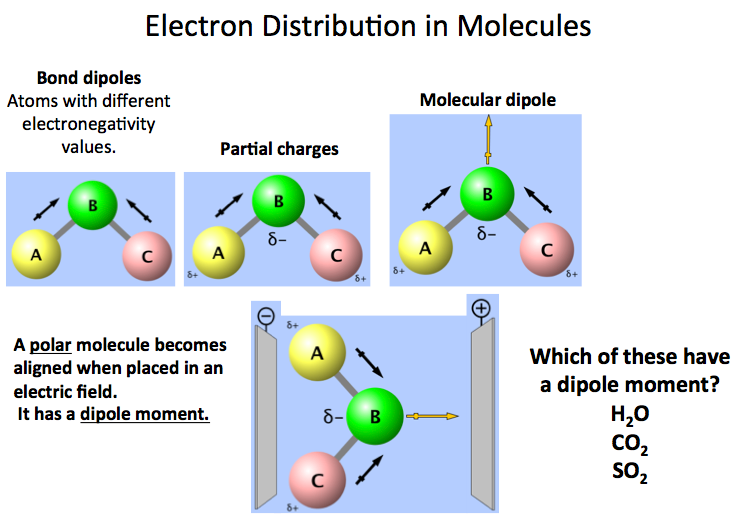 Electron Distribution in Molecules
Bond dipoles
Atoms with different
electronegativity
values.
Partial charges
Molecular dipole
A
B
C
δ+
A
B
δ−
C
δ+
δ+
A
B
δ−
C
δ+
A polar molecule becomes
aligned when placed in an
electric field.
It has a dipole moment.
−
+
δ+
A
δ− B
C
δ+
Which of these have
a dipole moment?
H₂O
CO₂
SO₂